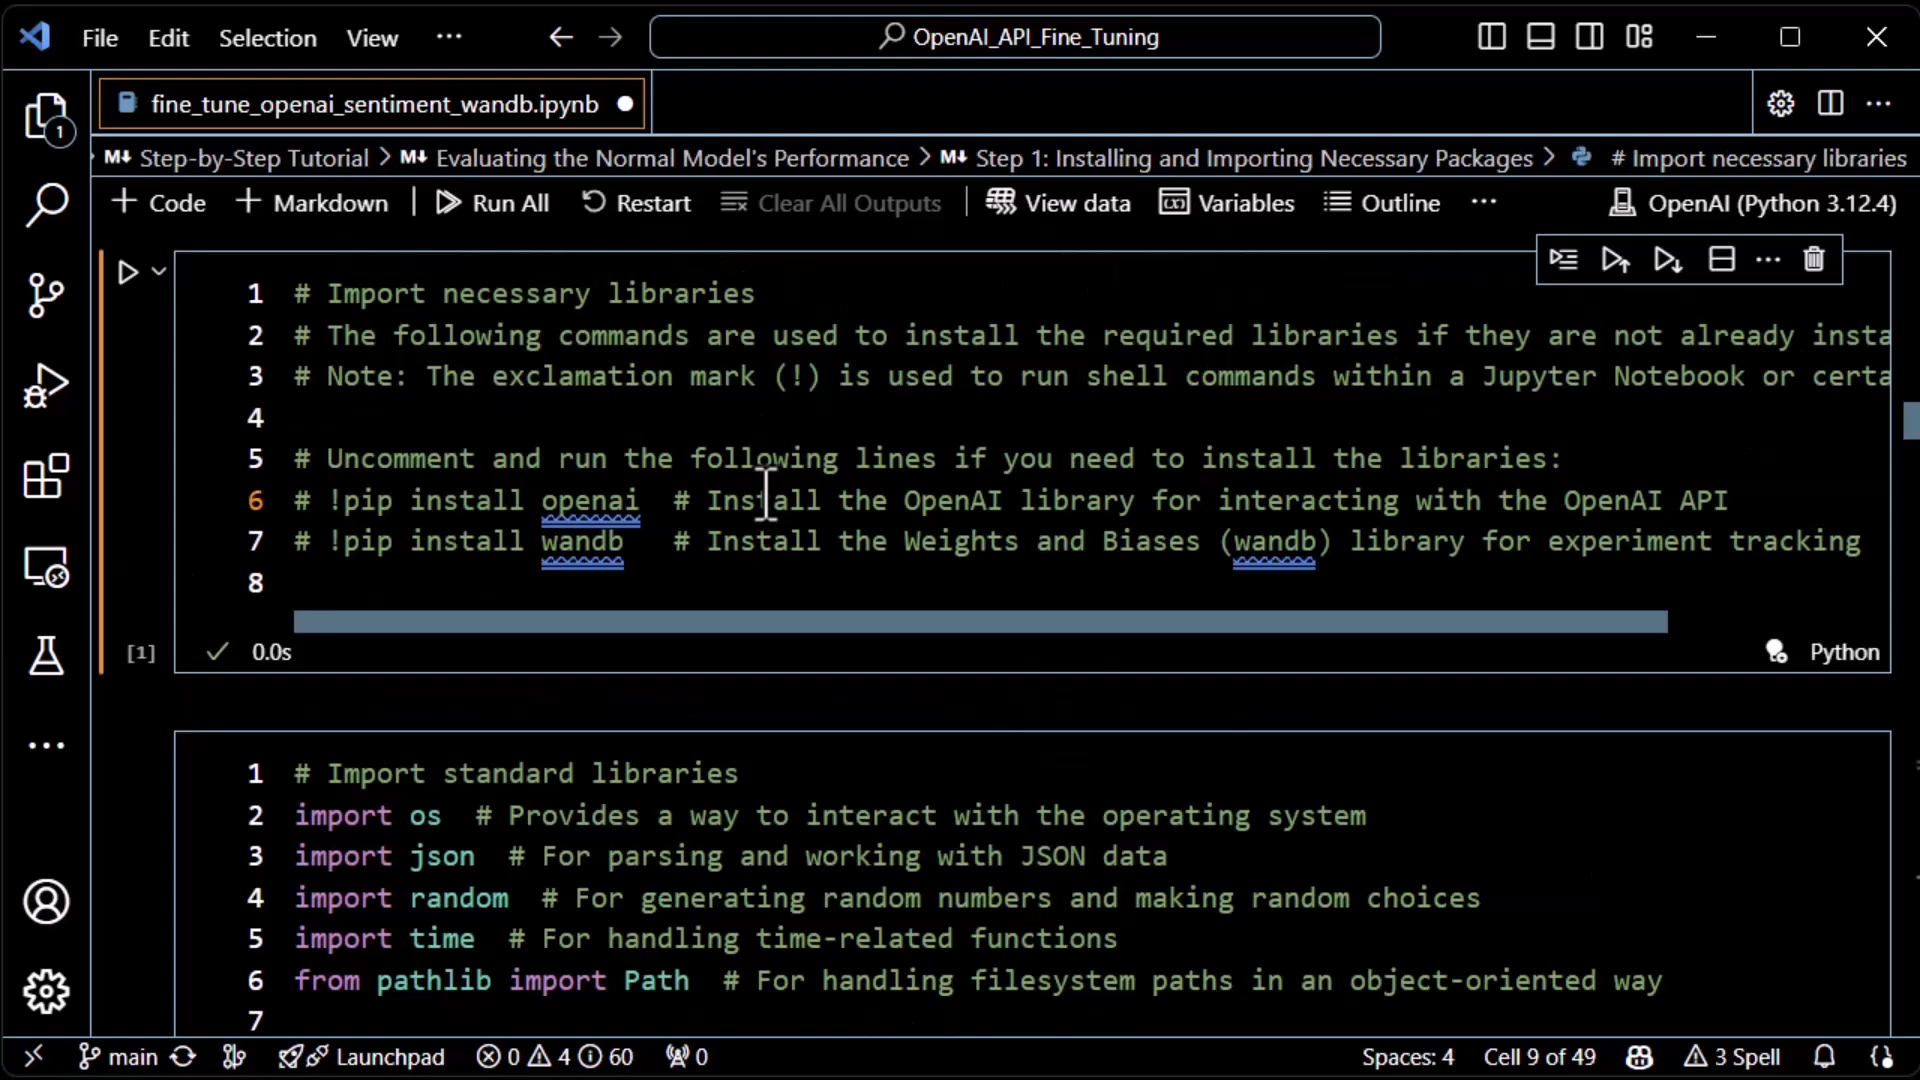 File Edit Selection View ··· OpenAI_API_Fine_Tuning
1 fine_tune_openai_sentiment_wandb.ipynb
M↓ Step-by-Step Tutorial > M↓ Evaluating the Normal Model's Performance > M↓ Step 1: Installing and Importing Necessary Packages > # Import necessary libraries
+ Code + Markdown Run All Restart Clear All Outputs View data Variables Outline ··· OpenAI (Python 3.12.4)
1 # Import necessary libraries
2 # The following commands are used to install the required libraries if they are not already insta
3 # Note: The exclamation mark (!) is used to run shell commands within a Jupyter Notebook or certa
4
5 # Uncomment and run the following lines if you need to install the libraries:
6 # !pip install openai # Install the OpenAI library for interacting with the OpenAI API
7 # !pip install wandb # Install the Weights and Biases (wandb) library for experiment tracking
8
[1] ✓ 0.0s Python
1 # Import standard libraries
2 import os # Provides a way to interact with the operating system
3 import json # For parsing and working with JSON data
4 import random # For generating random numbers and making random choices
5 import time # For handling time-related functions
6 from pathlib import Path # For handling filesystem paths in an object-oriented way
7
main Launchpad 0 4 60 0 Spaces: 4 Cell 9 of 49 3 Spell